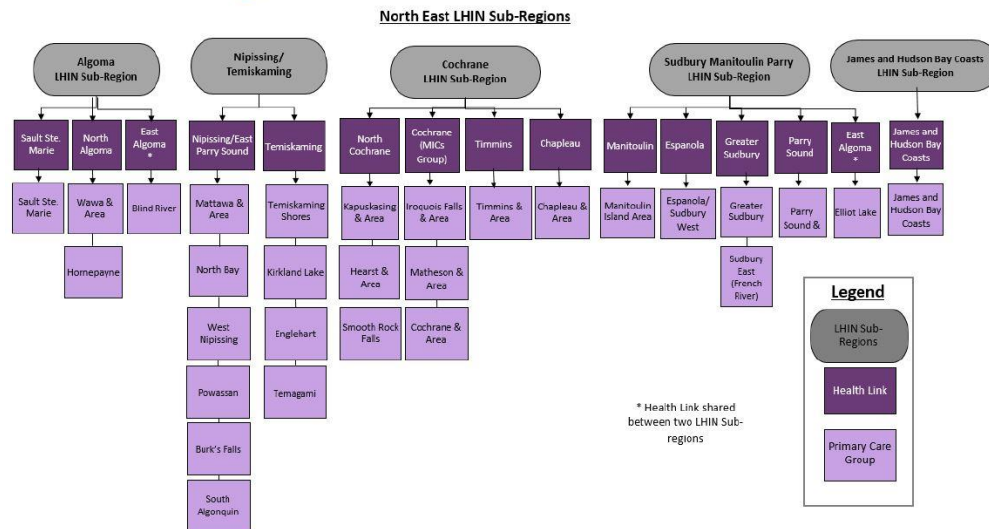 North East LHIN Sub-Regions
Algoma
LHIN Sub-Region
Nipissing/
Temiskaming
Cochrane
LHIN Sub-Region
Sudbury Manitoulin Parry
LHIN Sub-Region
James and Hudson Bay Coasts
LHIN Sub-Region
Sault Ste.
Marie
North
Algoma
East
Algoma
*
Nipissing/East
Parry Sound
Temiskaming
North
Cochrane
Cochrane
(MICs
Group)
Timmins
Chapleau
Manitoulin
Espanola
Greater
Sudbury
Parry
Sound
East
Algoma
*
James and
Hudson Bay
Coasts
Sault Ste.
Marie
Wawa &
Area
Blind River
Mattawa &
Area
Temiskaming
Shores
Kapuskasing
& Area
Iroquois Falls
& Area
Timmins &
Area
Chapleau &
Area
Manitoulin
Island Area
Espanola/
Sudbury
West
Greater
Sudbury
Parry
Sound &
Elliot Lake
James and
Hudson Bay
Coasts
Hornepayne
North Bay
Kirkland Lake
Hearst &
Area
Matheson &
Area
Sudbury
East
(French
River)
West
Nipissing
Englehart
Smooth Rock
Falls
Cochrane &
Area
Powassan
Temagami
Burk's Falls
South
Algonquin
* Health Link shared
between two LHIN Sub-
regions
Legend
LHIN Sub-
Regions
Health Link
Primary Care
Group